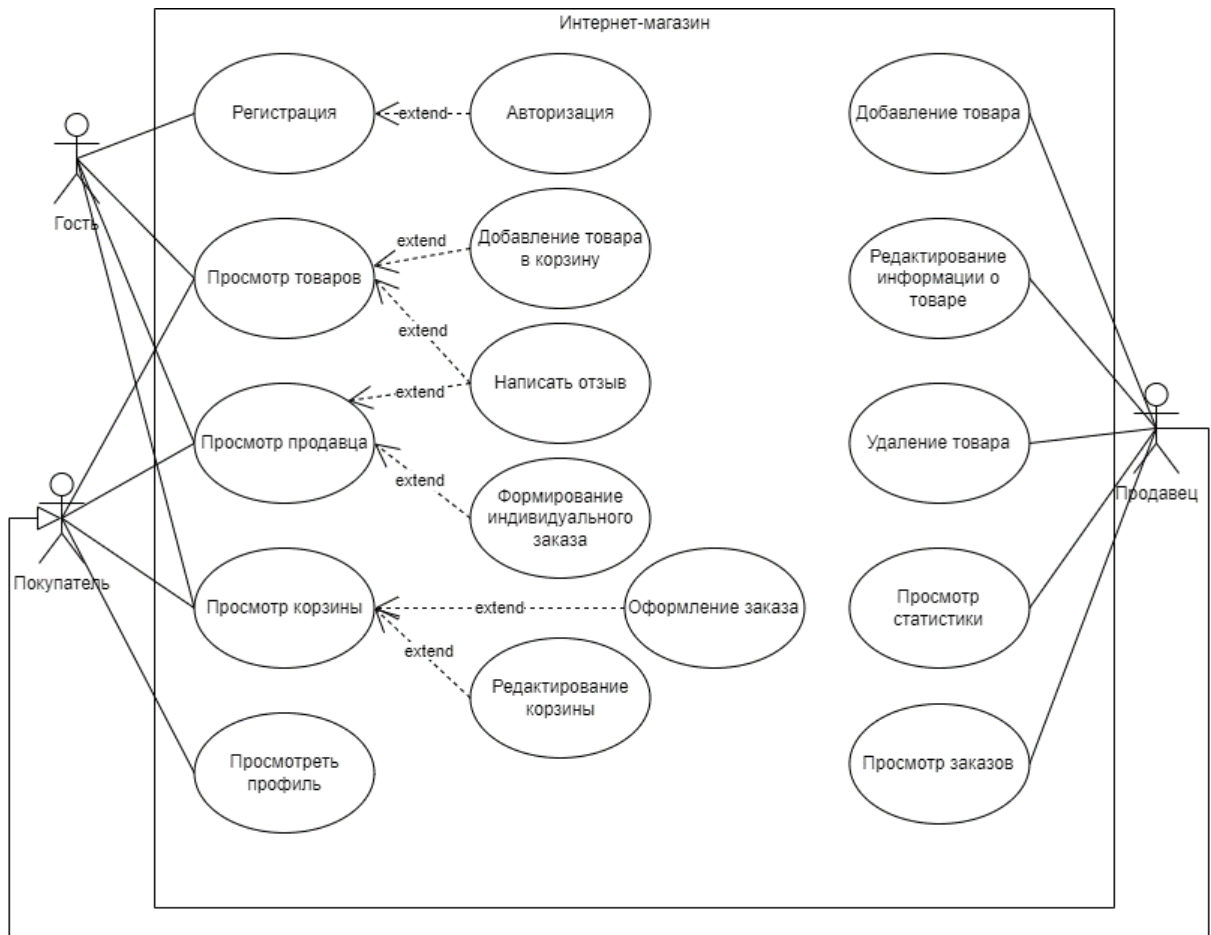 Интернет-магазин
Регистрация
extend
Авторизация
Добавление товара
Гость
Просмотр товаров
extend
Добавление товара
в корзину
Редактирование
информации о
товаре
extend
Написать отзыв
extend
Просмотр продавца
Удаление товара
extend
Формирование
индивидуального
заказа
Продавец
Покупатель
Просмотр корзины
extend
Оформление заказа
Просмотр
статистики
extend
Редактирование
корзины
Просмотреть
профиль
Просмотр заказов